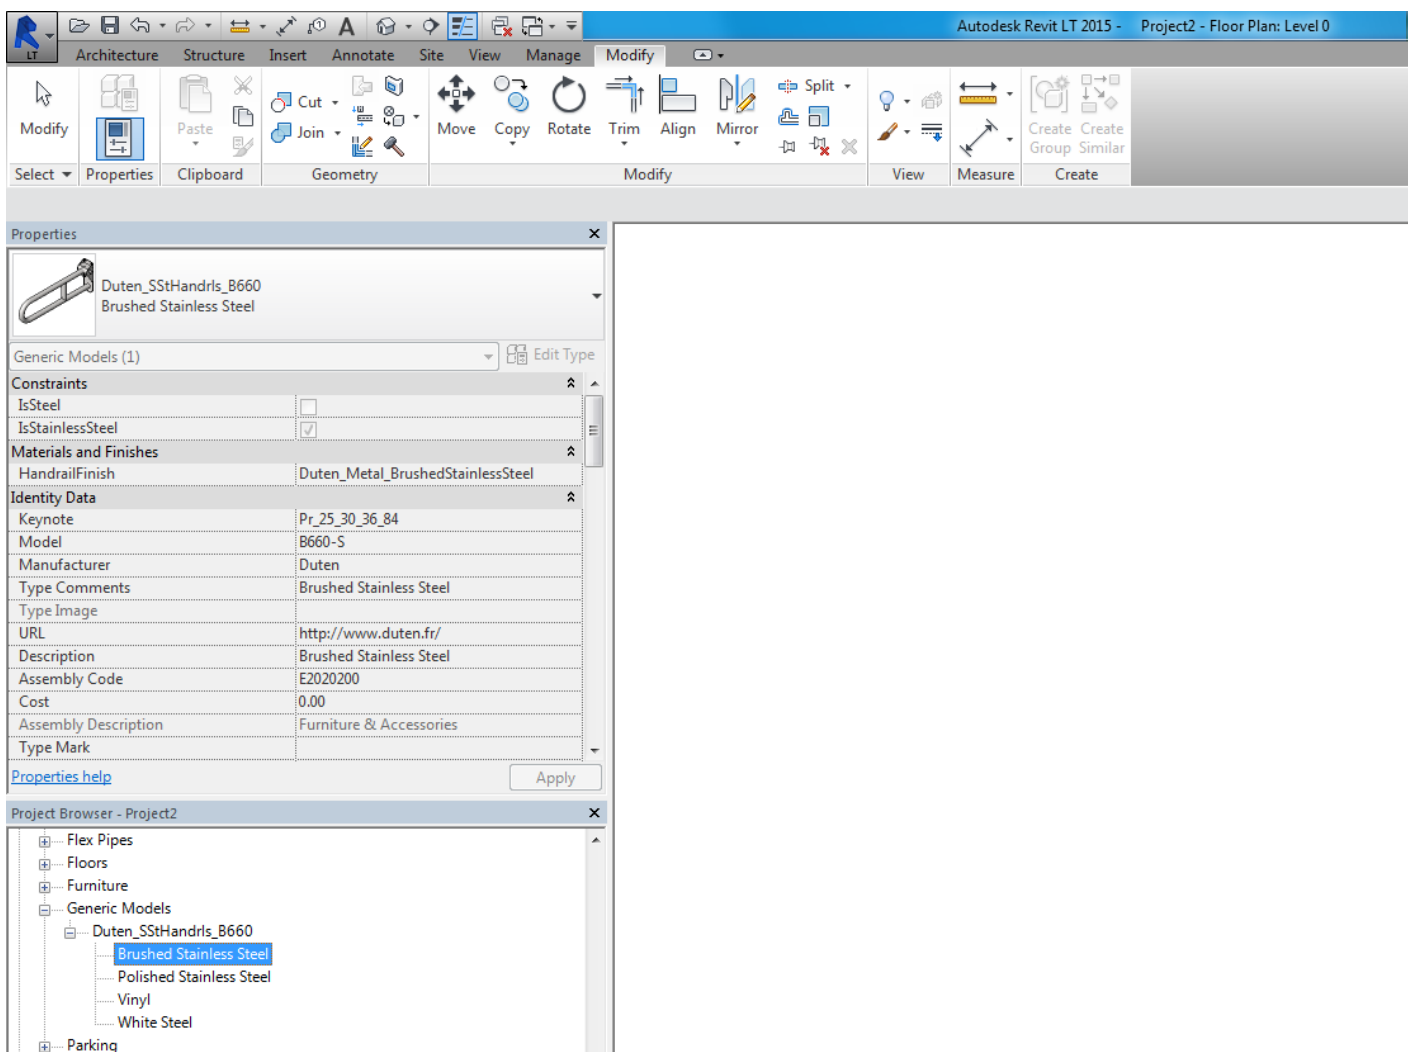 Autodesk Revit LT 2015 - Project2 - Floor Plan: Level 0
LT
Architecture Structure Insert Annotate Site View Manage Modify
Modify
Paste
Cut
Join
Move Copy Rotate Trim Align Mirror
Split
Create Group
Create Similar
Select Properties Clipboard Geometry Modify View Measure Create
Properties
Duten_SStHandrls_B660
Brushed Stainless Steel
Generic Models (1) Edit Type
Constraints
IsSteel
IsStainlessSteel
Materials and Finishes
HandrailFinish Duten_Metal_BrushedStainlessSteel
Identity Data
Keynote Pr_25_30_36_84
Model B660-S
Manufacturer Duten
Type Comments Brushed Stainless Steel
Type Image
URL http://www.duten.fr/
Description Brushed Stainless Steel
Assembly Code E2020200
Cost 0.00
Assembly Description Furniture & Accessories
Type Mark
Properties help Apply
Project Browser - Project2
Flex Pipes
Floors
Furniture
Generic Models
Duten_SStHandrls_B660
Brushed Stainless Steel
Polished Stainless Steel
Vinyl
White Steel
Parking